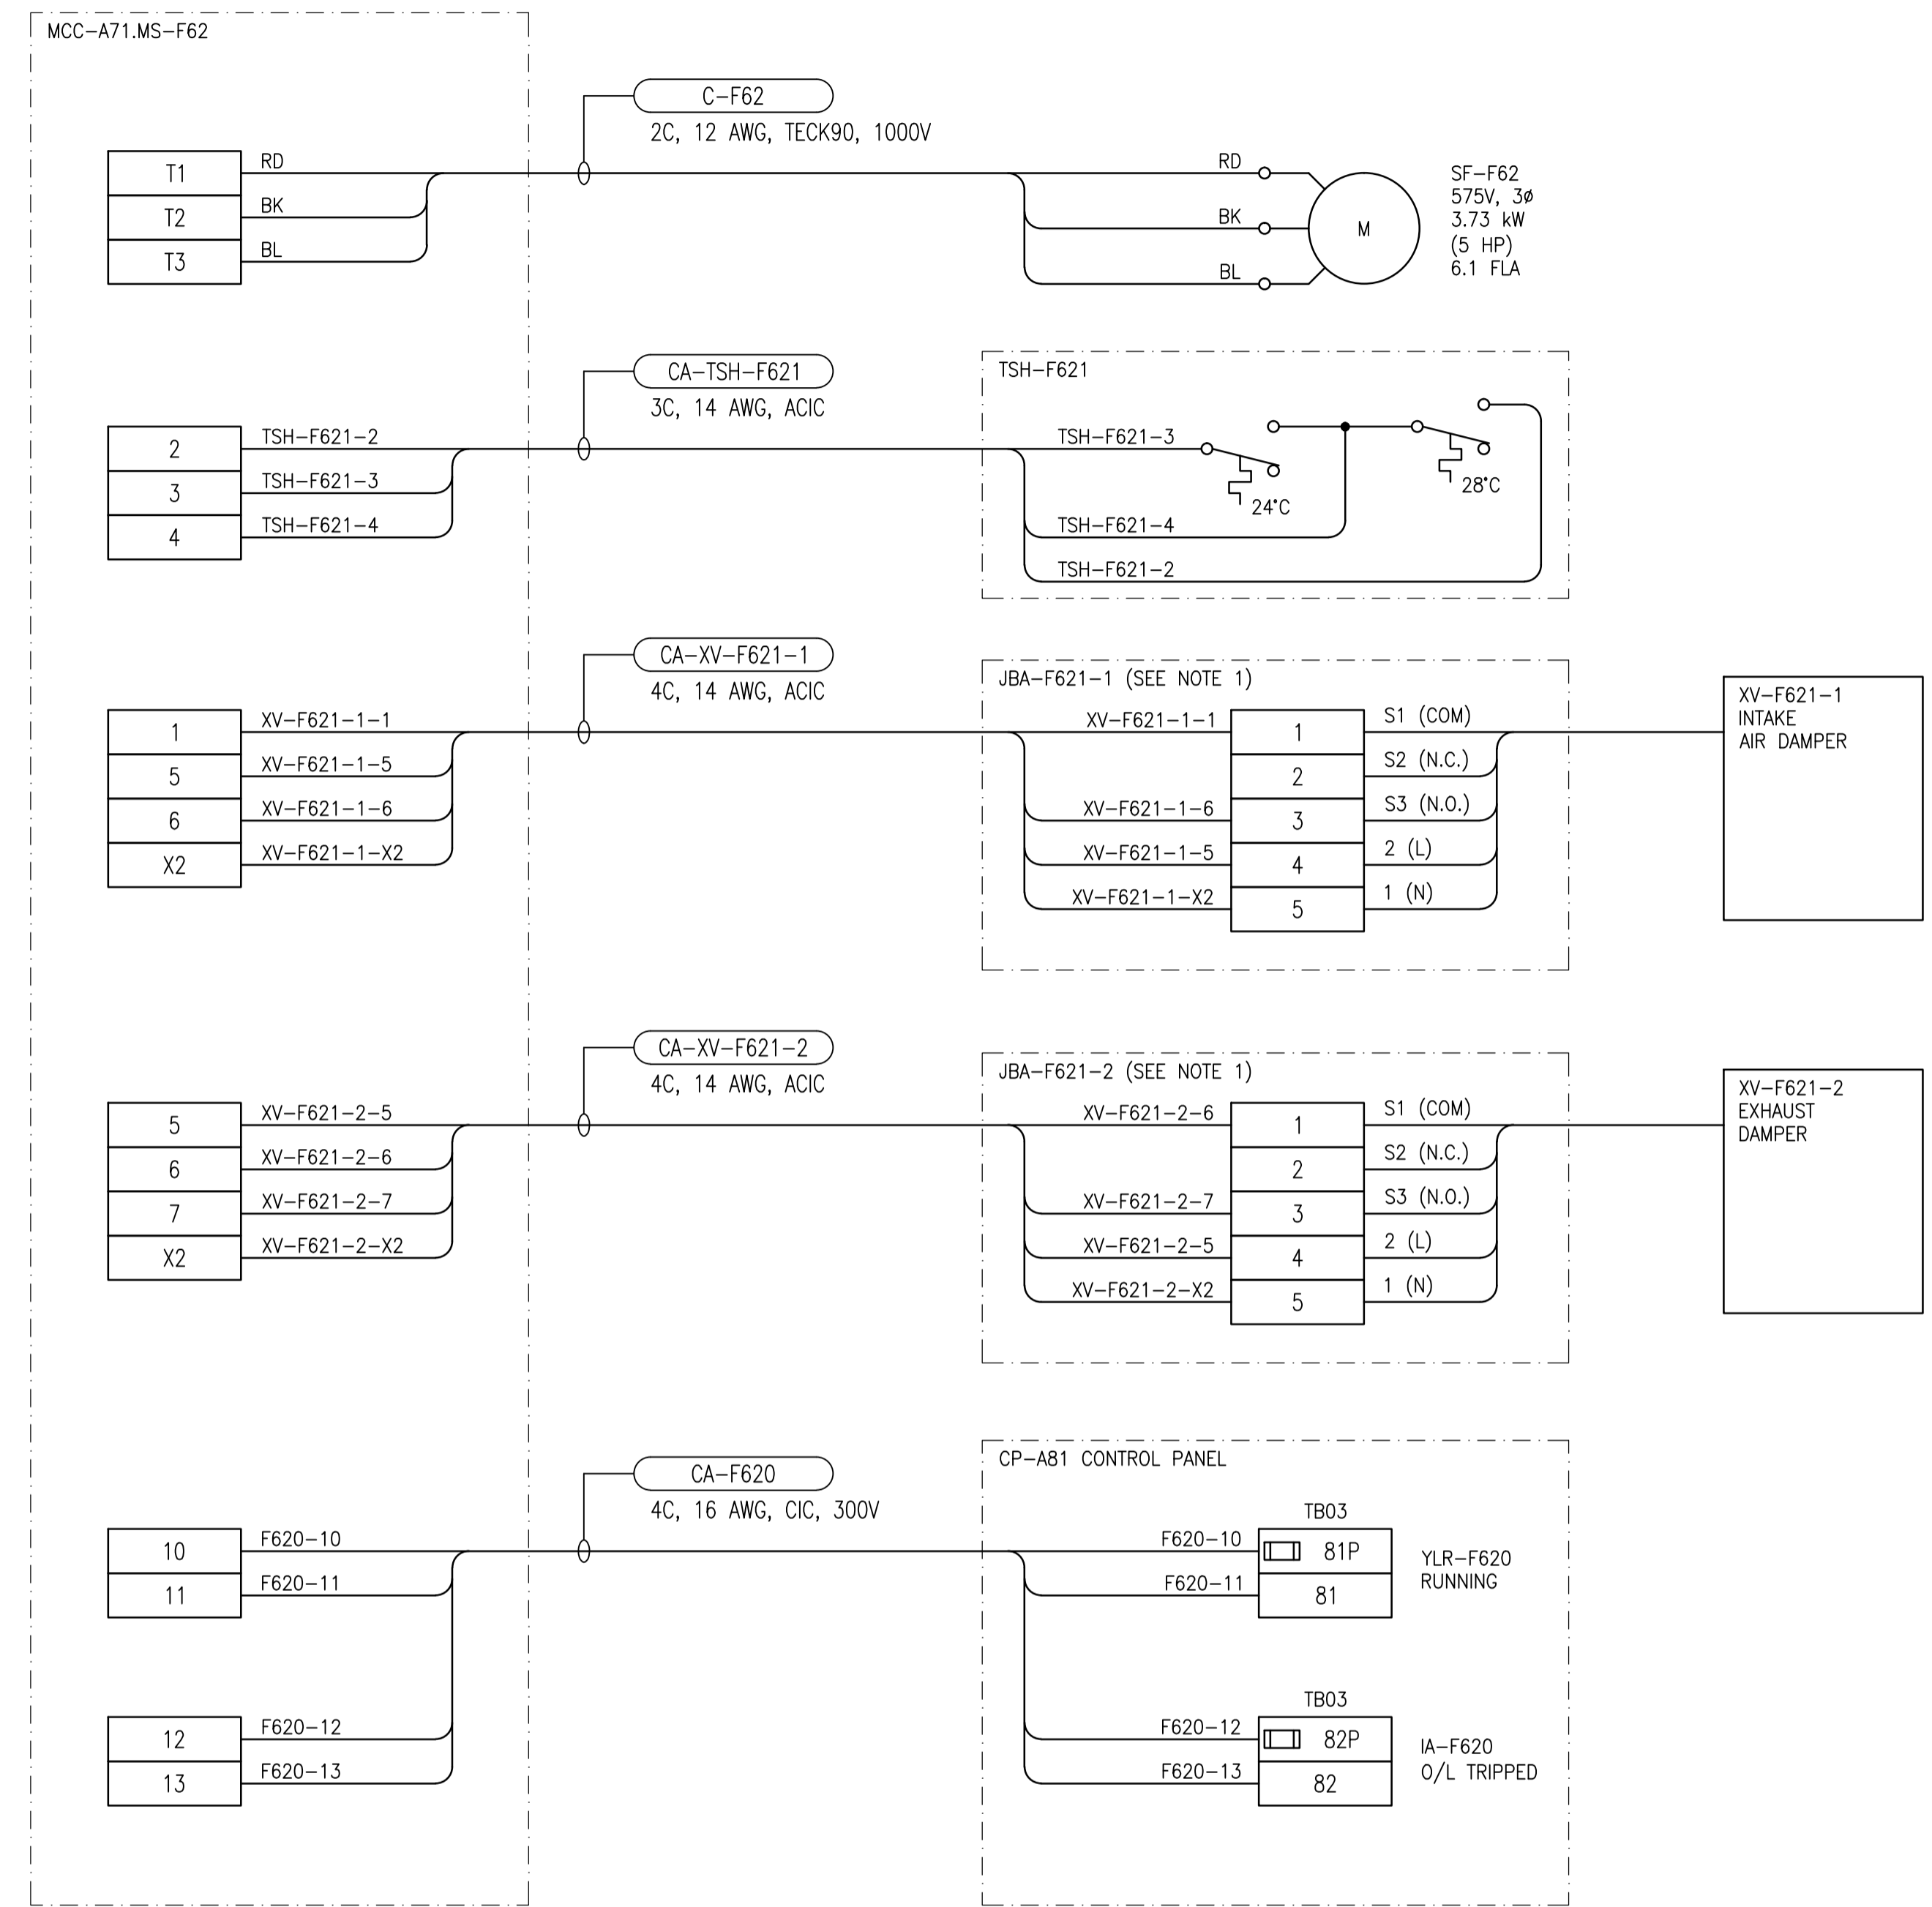 MCC-A71.MS-F62
C-F62
2C, 12 AWG, TECK90, 1000V
T1
RD
T2
BK
T3
BL
RD
BK
BL
M
SF-F62
575V, 3ø
3.73 kW
(5 HP)
6.1 FLA
CA-TSH-F621
3C, 14 AWG, ACIC
2
TSH-F621-2
3
TSH-F621-3
4
TSH-F621-4
TSH-F621
TSH-F621-3
24°C
28°C
TSH-F621-4
TSH-F621-2
CA-XV-F621-1
4C, 14 AWG, ACIC
1
XV-F621-1-1
5
XV-F621-1-5
6
XV-F621-1-6
X2
XV-F621-1-X2
JBA-F621-1 (SEE NOTE 1)
XV-F621-1-1
1
S1 (COM)
2
S2 (N.C.)
XV-F621-1-6
3
S3 (N.O.)
XV-F621-1-5
4
2 (L)
XV-F621-1-X2
5
1 (N)
XV-F621-1
INTAKE
AIR DAMPER
CA-XV-F621-2
4C, 14 AWG, ACIC
5
XV-F621-2-5
6
XV-F621-2-6
7
XV-F621-2-7
X2
XV-F621-2-X2
JBA-F621-2 (SEE NOTE 1)
XV-F621-2-6
1
S1 (COM)
2
S2 (N.C.)
XV-F621-2-7
3
S3 (N.O.)
XV-F621-2-5
4
2 (L)
XV-F621-2-X2
5
1 (N)
XV-F621-2
EXHAUST
DAMPER
CA-F620
4C, 16 AWG, CIC, 300V
10
F620-10
11
F620-11
12
F620-12
13
F620-13
CP-A81 CONTROL PANEL
TB03
F620-10
81P
F620-11
81
YLR-F620
RUNNING
TB03
F620-12
82P
F620-13
82
IA-F620
O/L TRIPPED